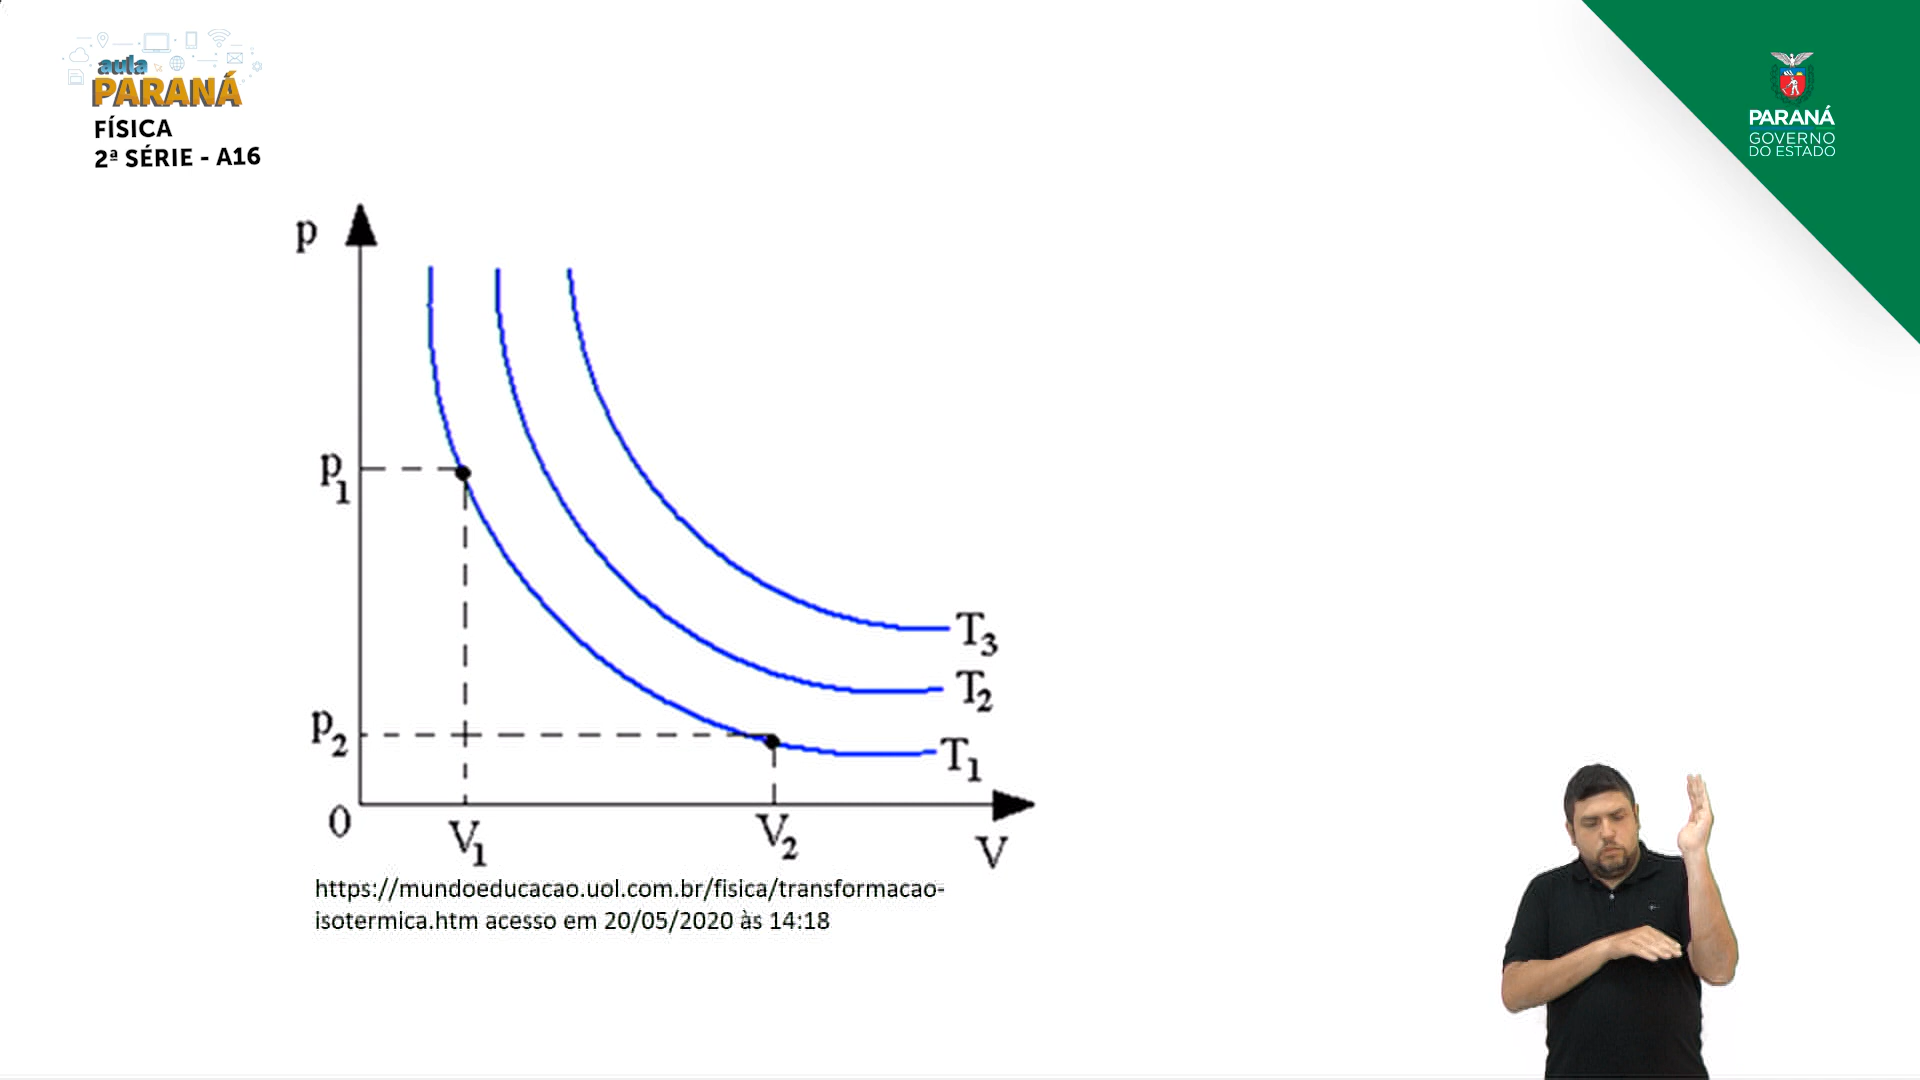 aula
PARANÁ
FÍSICA
2ª SÉRIE - A16
PARANÁ
GOVERNO
DO ESTADO
p
p1
p2
0
V1
V2
V
T3
T2
T1
https://mundoeducacao.uol.com.br/fisica/transformacao-
isotermica.htm acesso em 20/05/2020 às 14:18